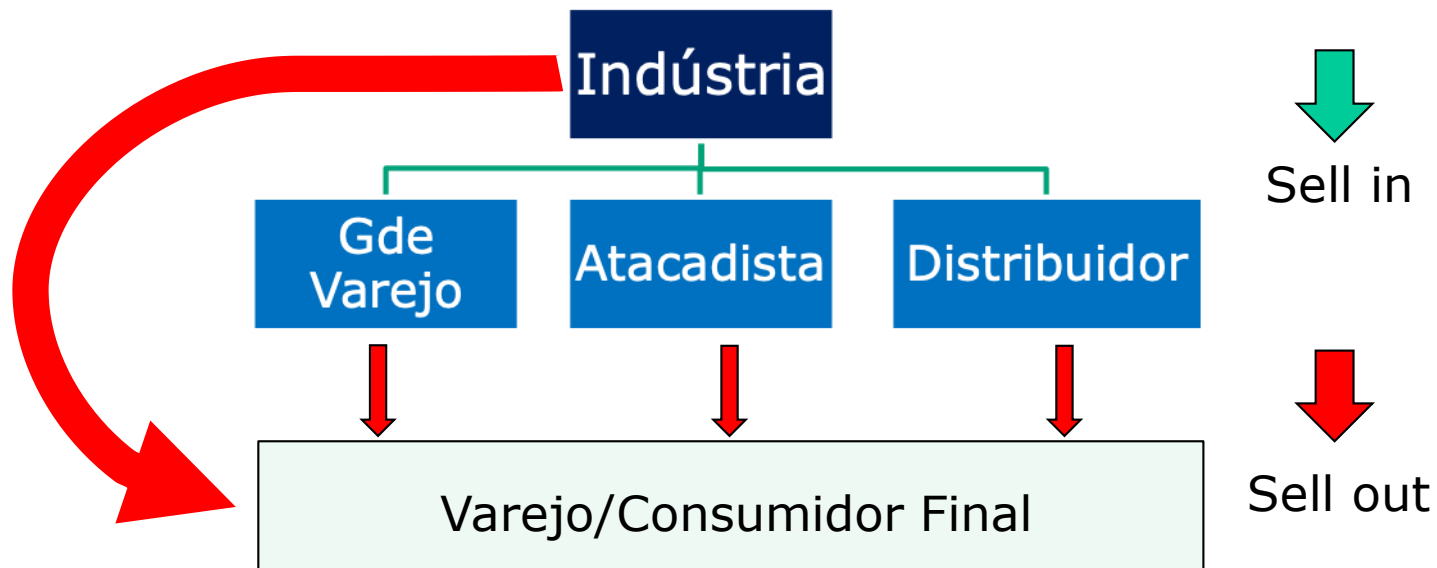 Indústria
Sell in
Gde
Varejo
Atacadista
Distribuidor
Sell out
Varejo/Consumidor Final